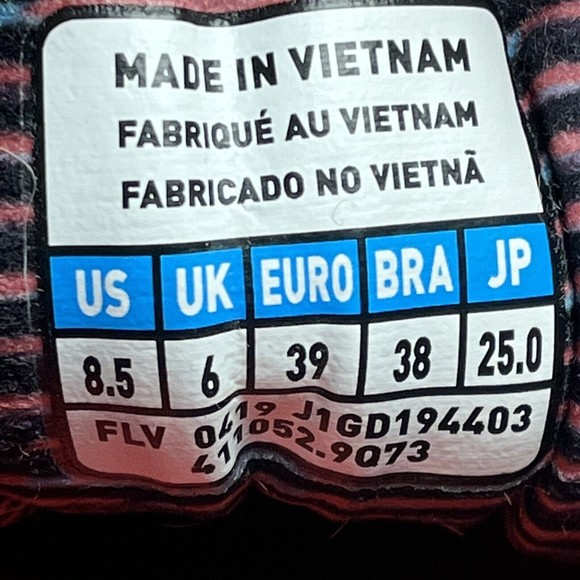 MADE IN VIETNAM
FABRIQUÉ AU VIETNAM
FABRICADO NO VIETNÃ
US UK EURO BRA JP
8.5 6 39 38 25.0
FLV 0419 J1GD194403
411052.9Q73